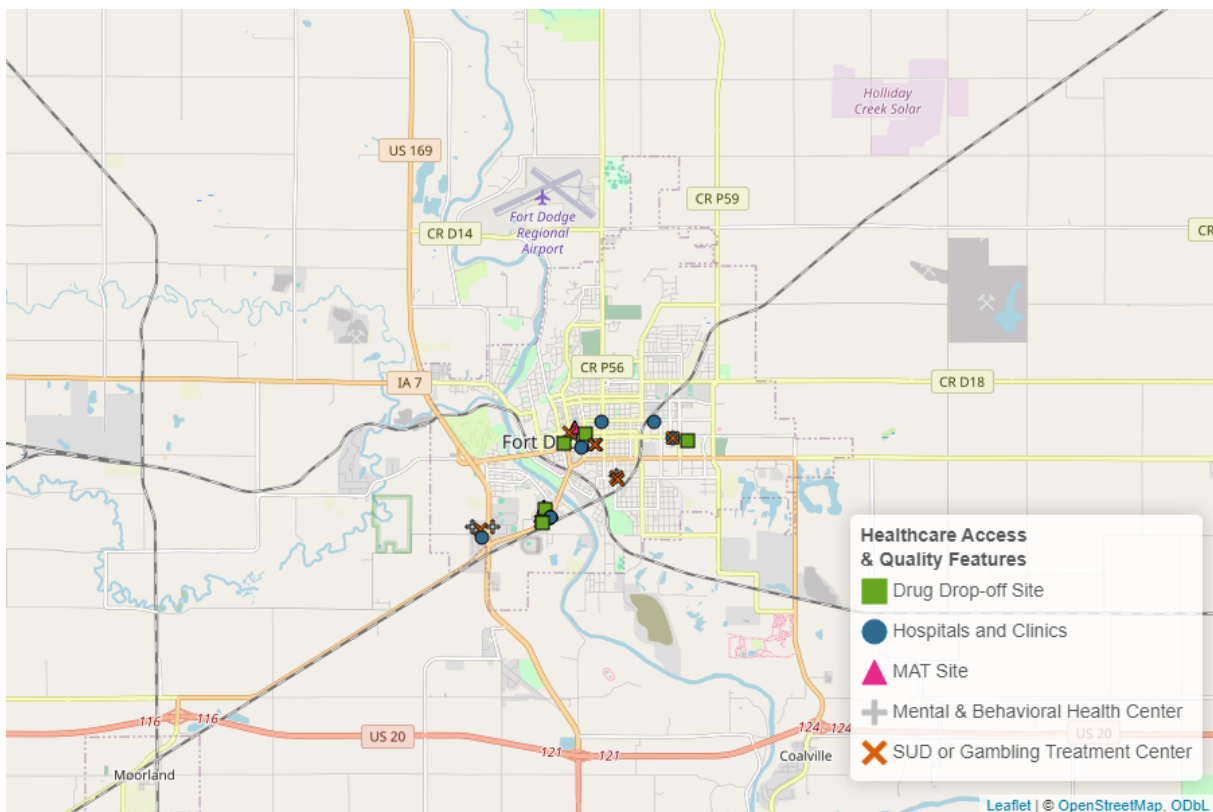 Holliday
Creek Solar
US 169
CR P59
Fort Dodge
Regional
Airport
CR D14
CR P56
IA 7
CR D18
Fort D
Healthcare Access
& Quality Features
Drug Drop-off Site
Hospitals and Clinics
MAT Site
Mental & Behavioral Health Center
SUD or Gambling Treatment Center
116
116
US 20
121
121
124
124
US 20
Moorland
Coalville
Leaflet | © OpenStreetMap, ODbL